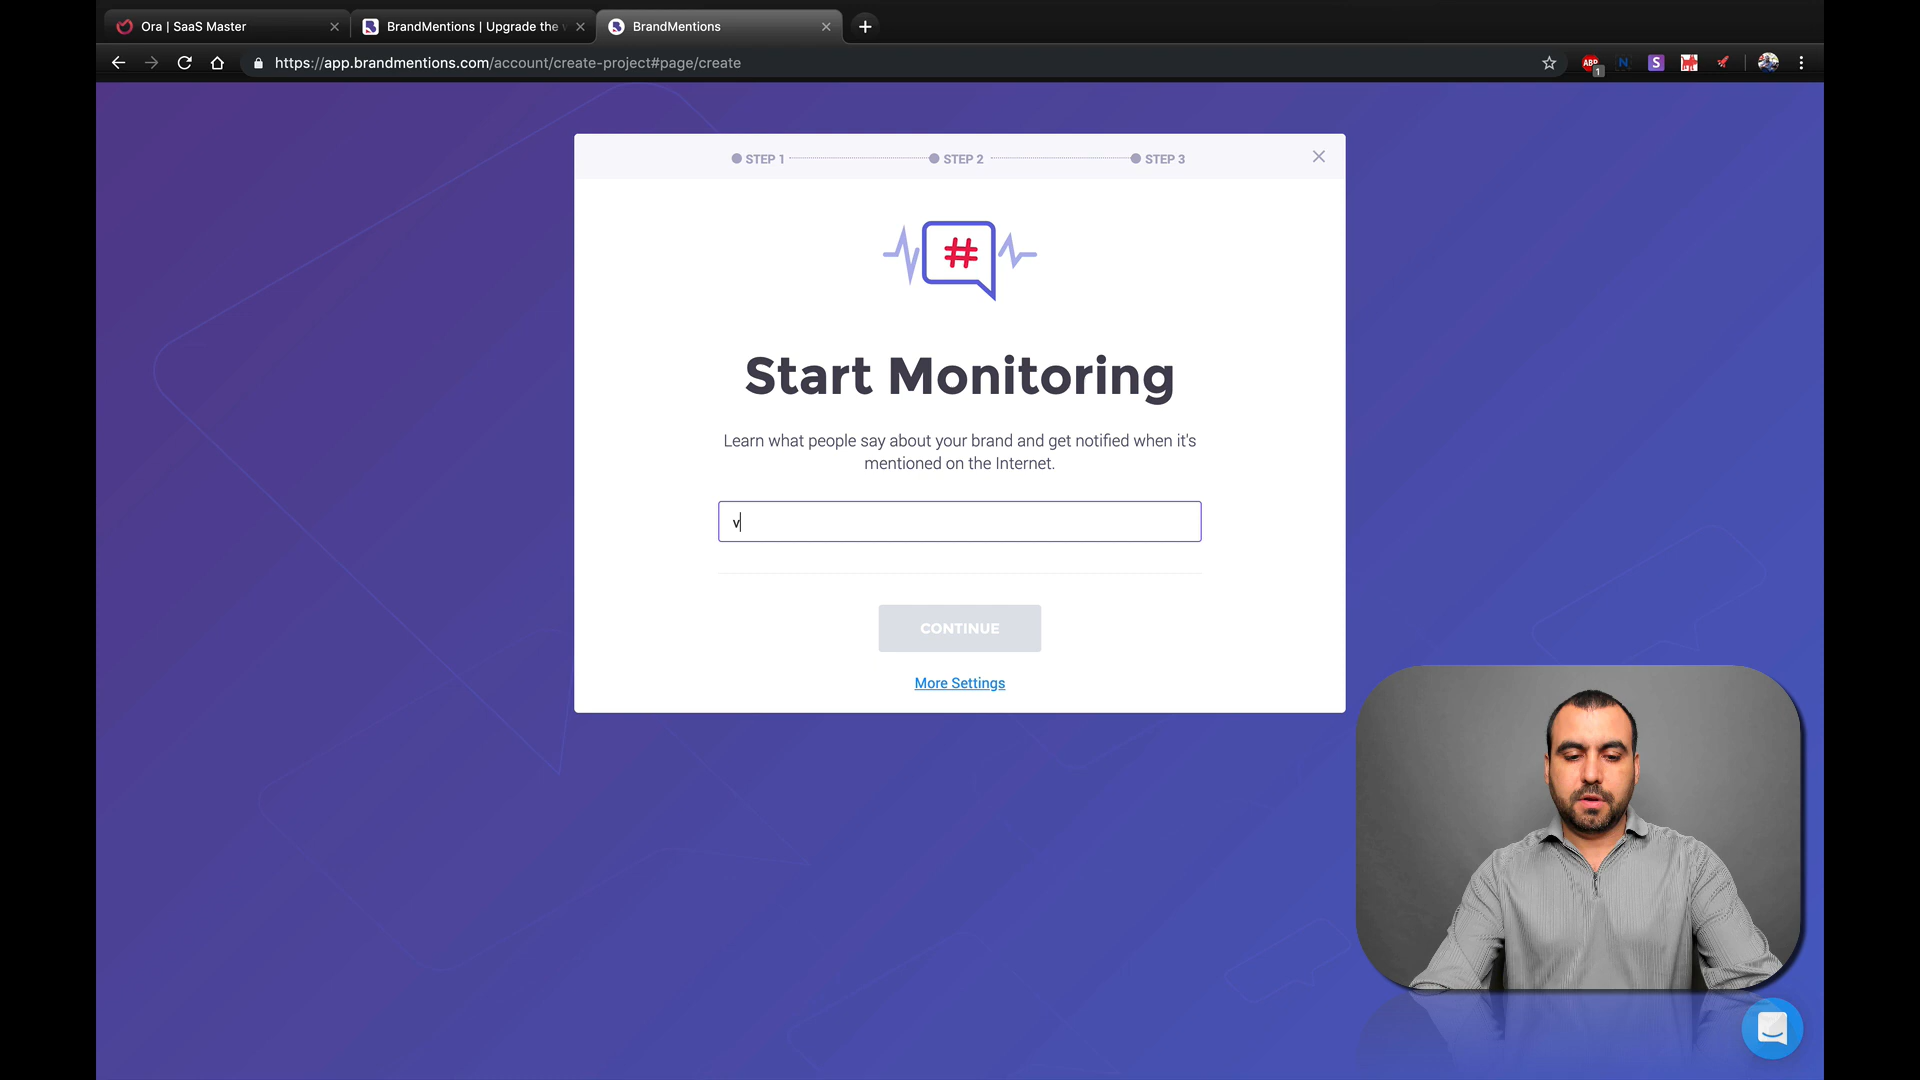 Ora | SaaS Master
BrandMentions | Upgrade the
BrandMentions
https://app.brandmentions.com/account/create-project#page/create
ABP
1
N
S
STEP 1
STEP 2
STEP 3
#
Start Monitoring
Learn what people say about your brand and get notified when it's
mentioned on the Internet.
v
CONTINUE
More Settings